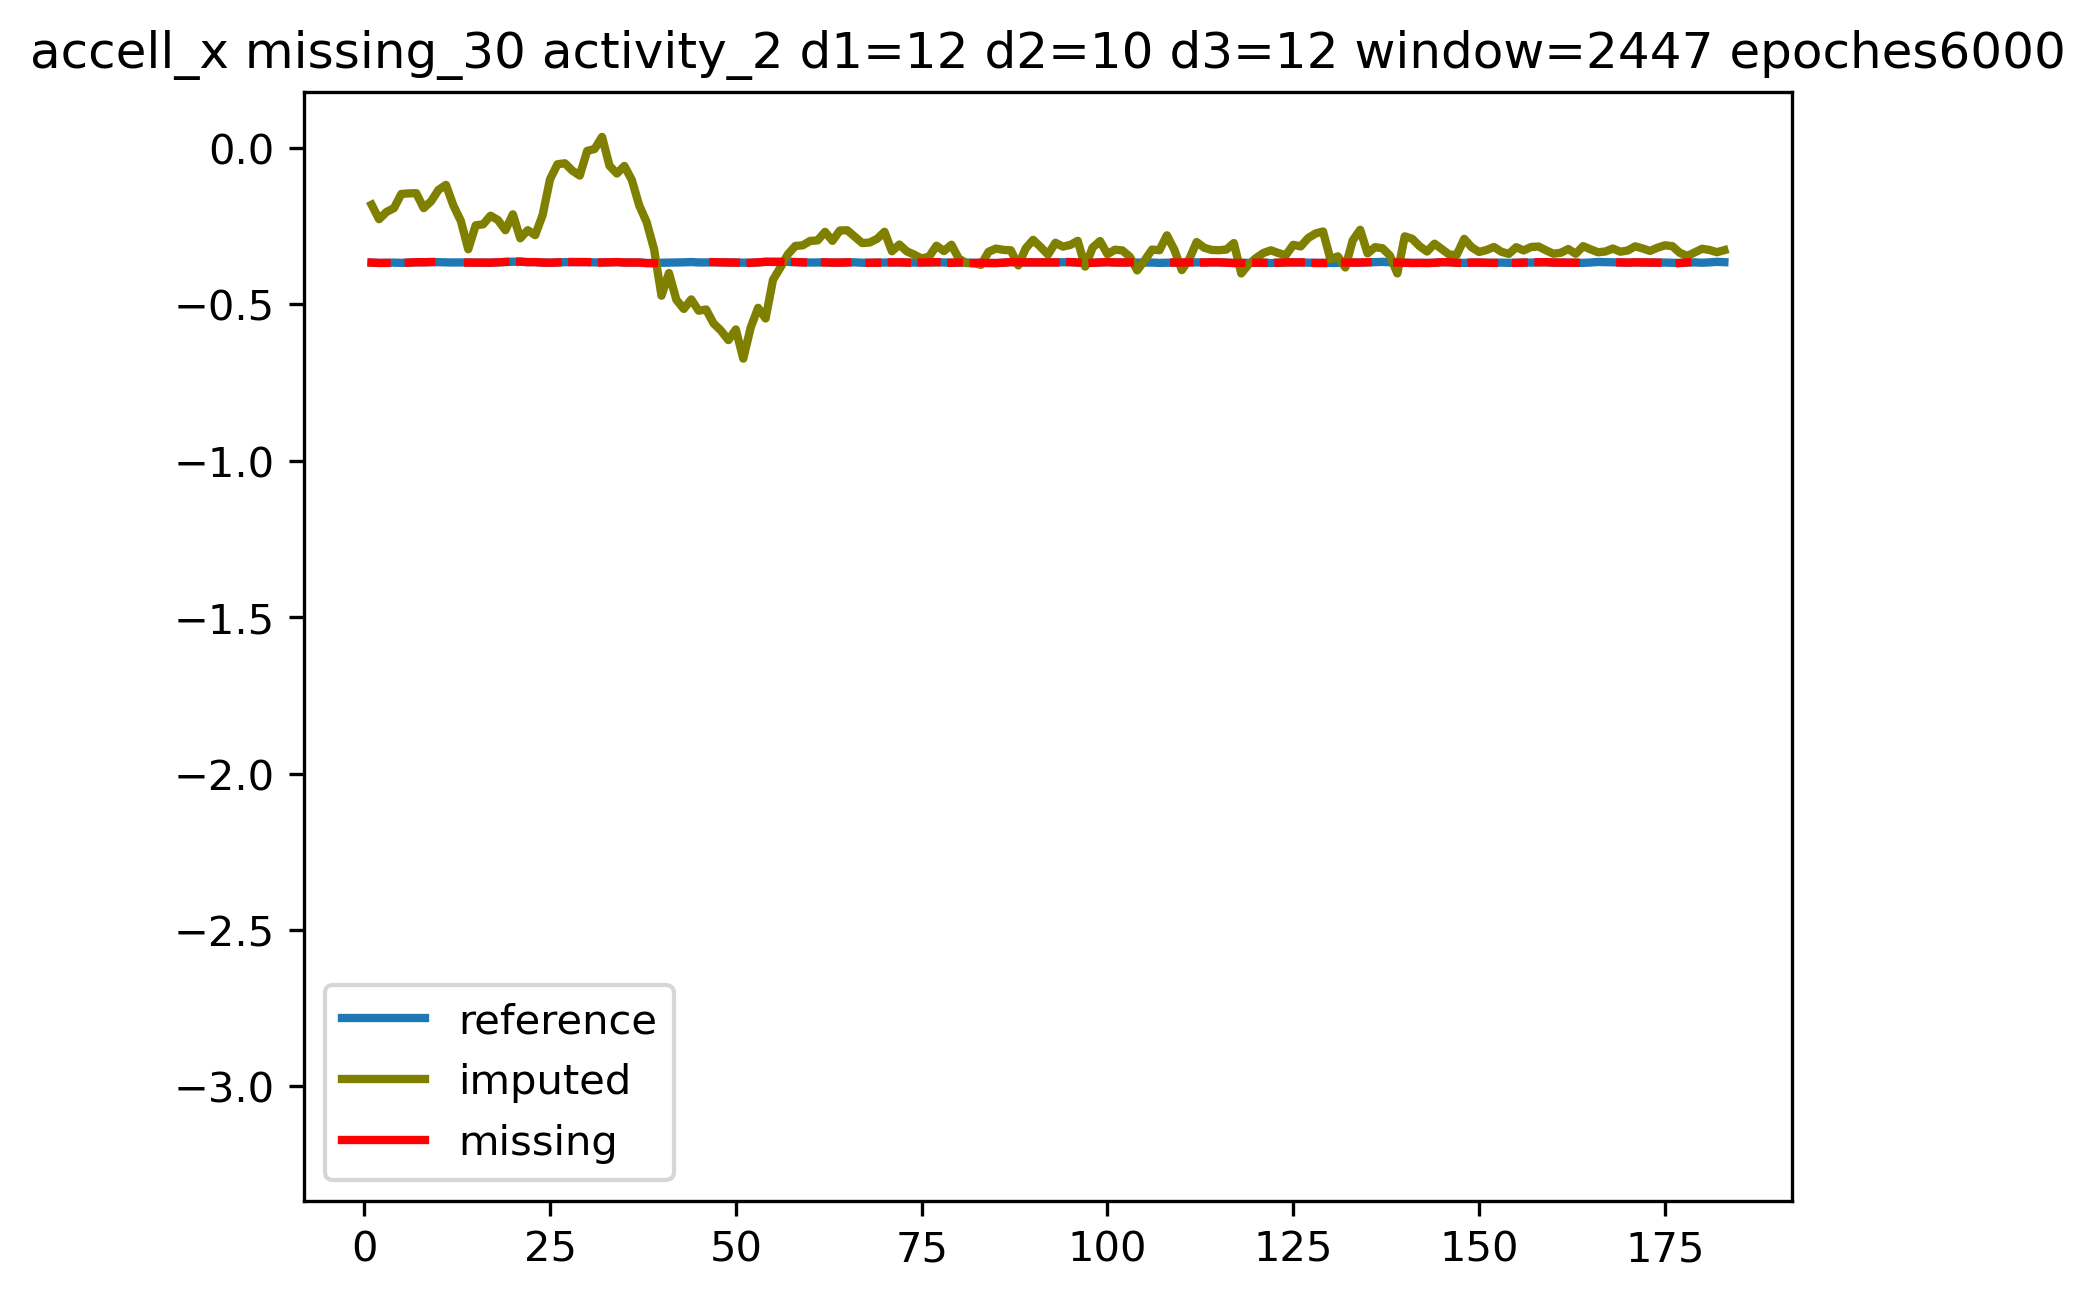 accell_x missing_30 activity_2 d1=12 d2=10 d3=12 window=2447 epoches6000
0.0
−0.5
−1.0
−1.5
−2.0
−2.5
−3.0
reference
imputed
missing
0 25 50 75 100 125 150 175